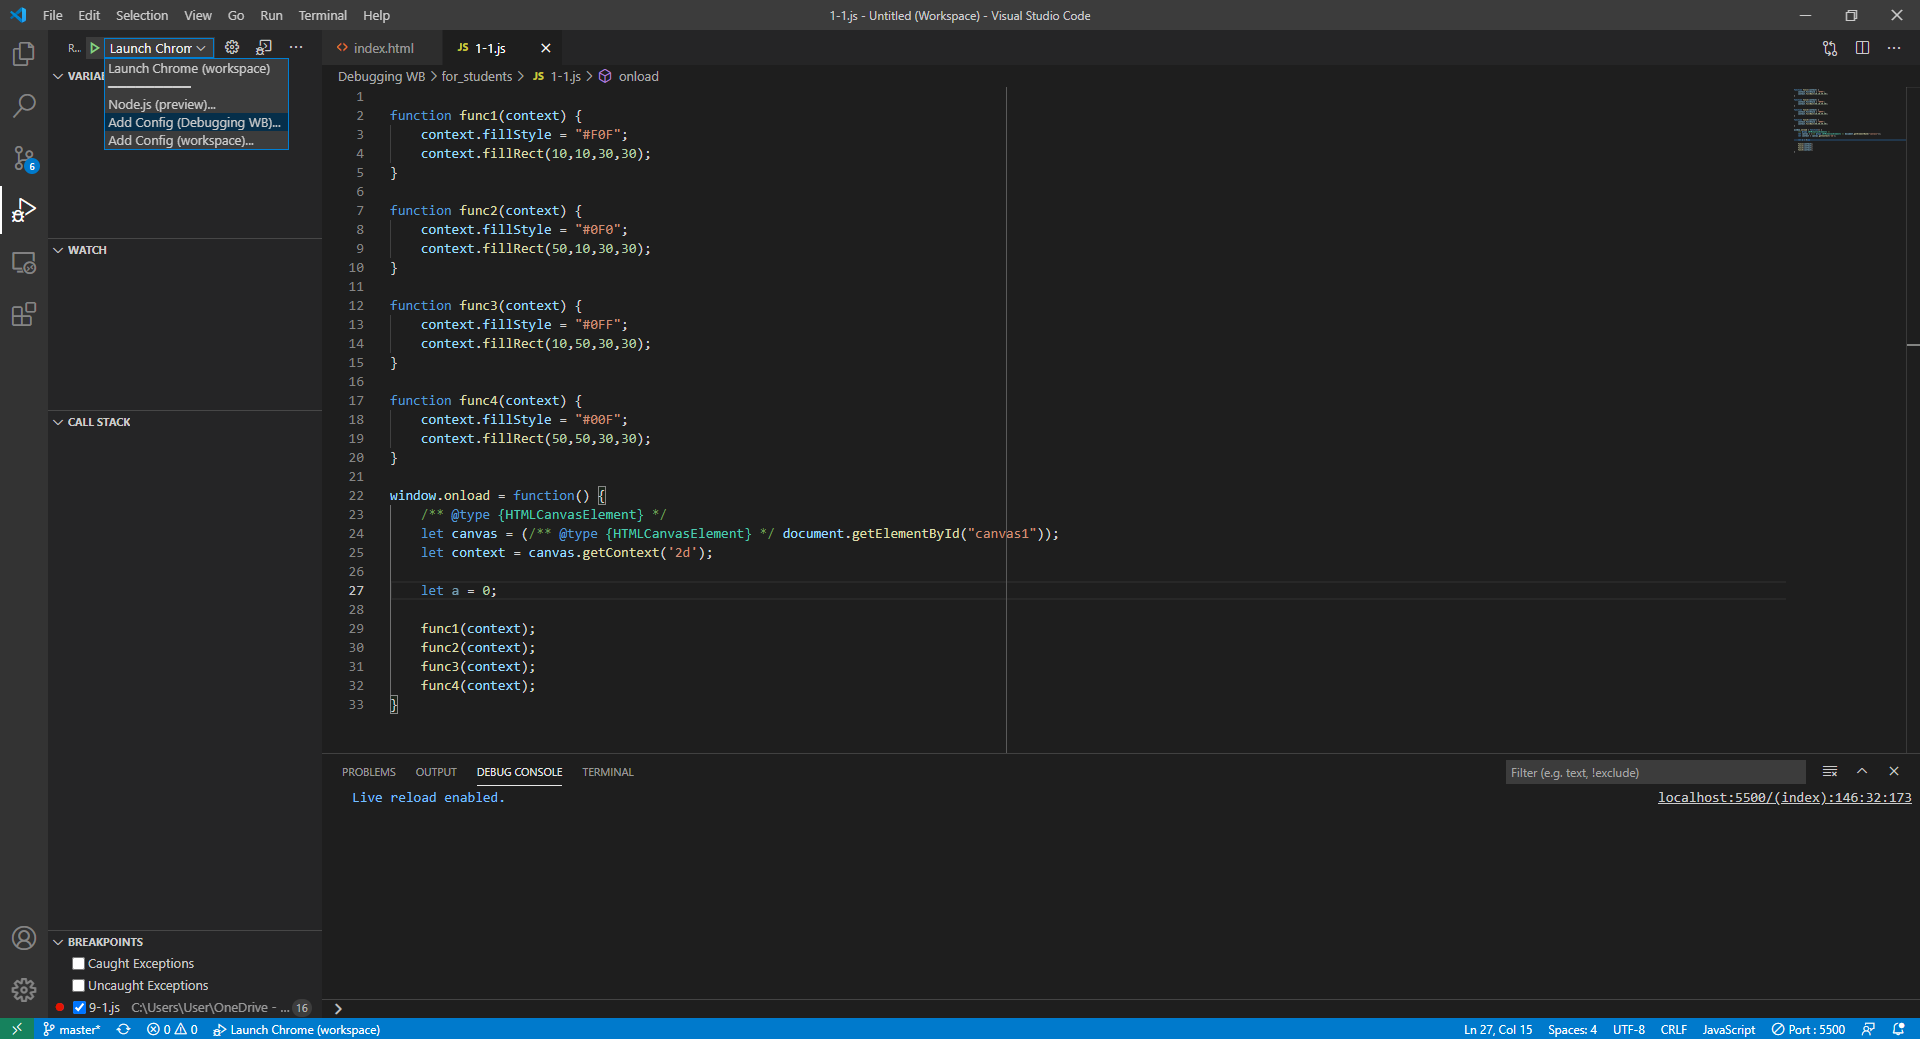 File Edit Selection View Go Run Terminal Help
1-1.js - Untitled (Workspace) - Visual Studio Code
R... Launch Chrom
Launch Chrome (workspace)
Node.js (preview)...
Add Config (Debugging WB)...
Add Config (workspace)...
VARIA
6
WATCH
CALL STACK
BREAKPOINTS
Caught Exceptions
Uncaught Exceptions
9-1.js C:\Users\User\OneDrive - ... 16
index.html JS 1-1.js
Debugging WB > for_students > JS 1-1.js > onload
1
2 function func1(context) {
3 context.fillStyle = "#F0F";
4 context.fillRect(10,10,30,30);
5 }
6
7 function func2(context) {
8 context.fillStyle = "#0F0";
9 context.fillRect(50,10,30,30);
10 }
11
12 function func3(context) {
13 context.fillStyle = "#0FF";
14 context.fillRect(10,50,30,30);
15 }
16
17 function func4(context) {
18 context.fillStyle = "#00F";
19 context.fillRect(50,50,30,30);
20 }
21
22 window.onload = function() {
23 /** @type {HTMLCanvasElement} */
24 let canvas = (/** @type {HTMLCanvasElement} */ document.getElementById("canvas1"));
25 let context = canvas.getContext('2d');
26
27 let a = 0;
28
29 func1(context);
30 func2(context);
31 func3(context);
32 func4(context);
33 }
PROBLEMS OUTPUT DEBUG CONSOLE TERMINAL
Filter (e.g. text, !exclude)
Live reload enabled.
localhost:5500/(index):146:32:173
master* 0 0 Launch Chrome (workspace)
Ln 27, Col 15 Spaces: 4 UTF-8 CRLF JavaScript Port : 5500